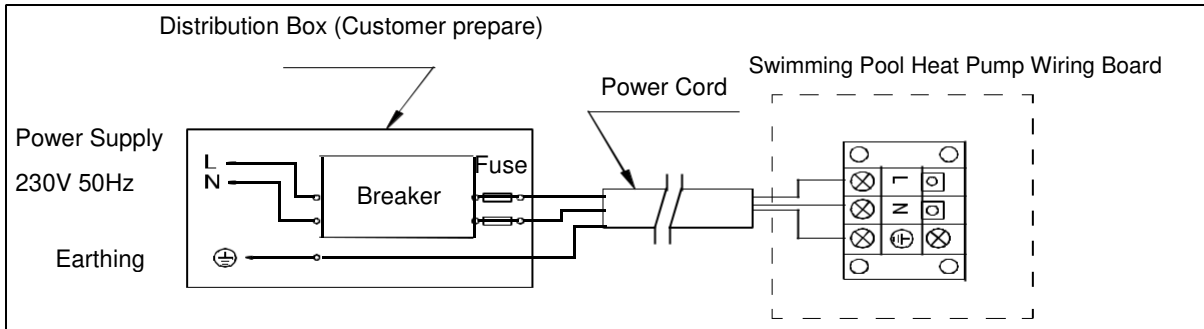 Distribution Box (Customer prepare)
Swimming Pool Heat Pump Wiring Board
Power Cord
Power Supply
230V 50Hz
L
N
Fuse
Breaker
Earthing
L
N